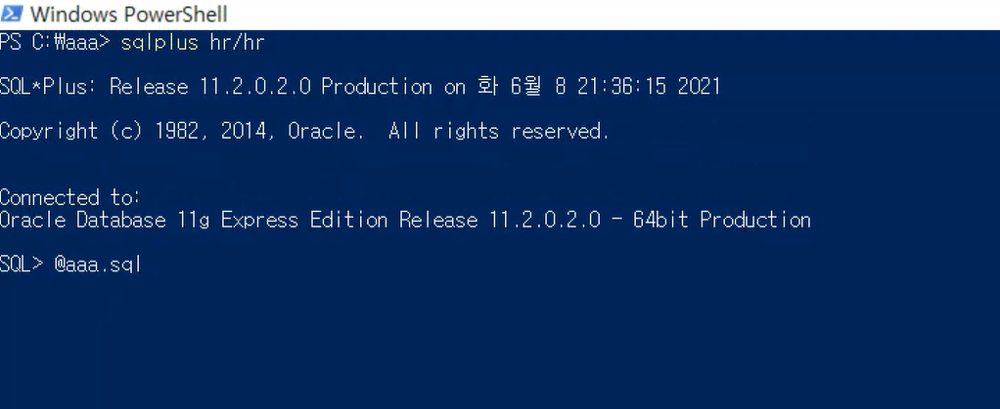 Windows PowerShell
PS C:₩aaa> sqlplus hr/hr
SQL*Plus: Release 11.2.0.2.0 Production on 화 6월 8 21:36:15 2021
Copyright (c) 1982, 2014, Oracle.  All rights reserved.
Connected to:
Oracle Database 11g Express Edition Release 11.2.0.2.0 - 64bit Production
SQL> @aaa.sql